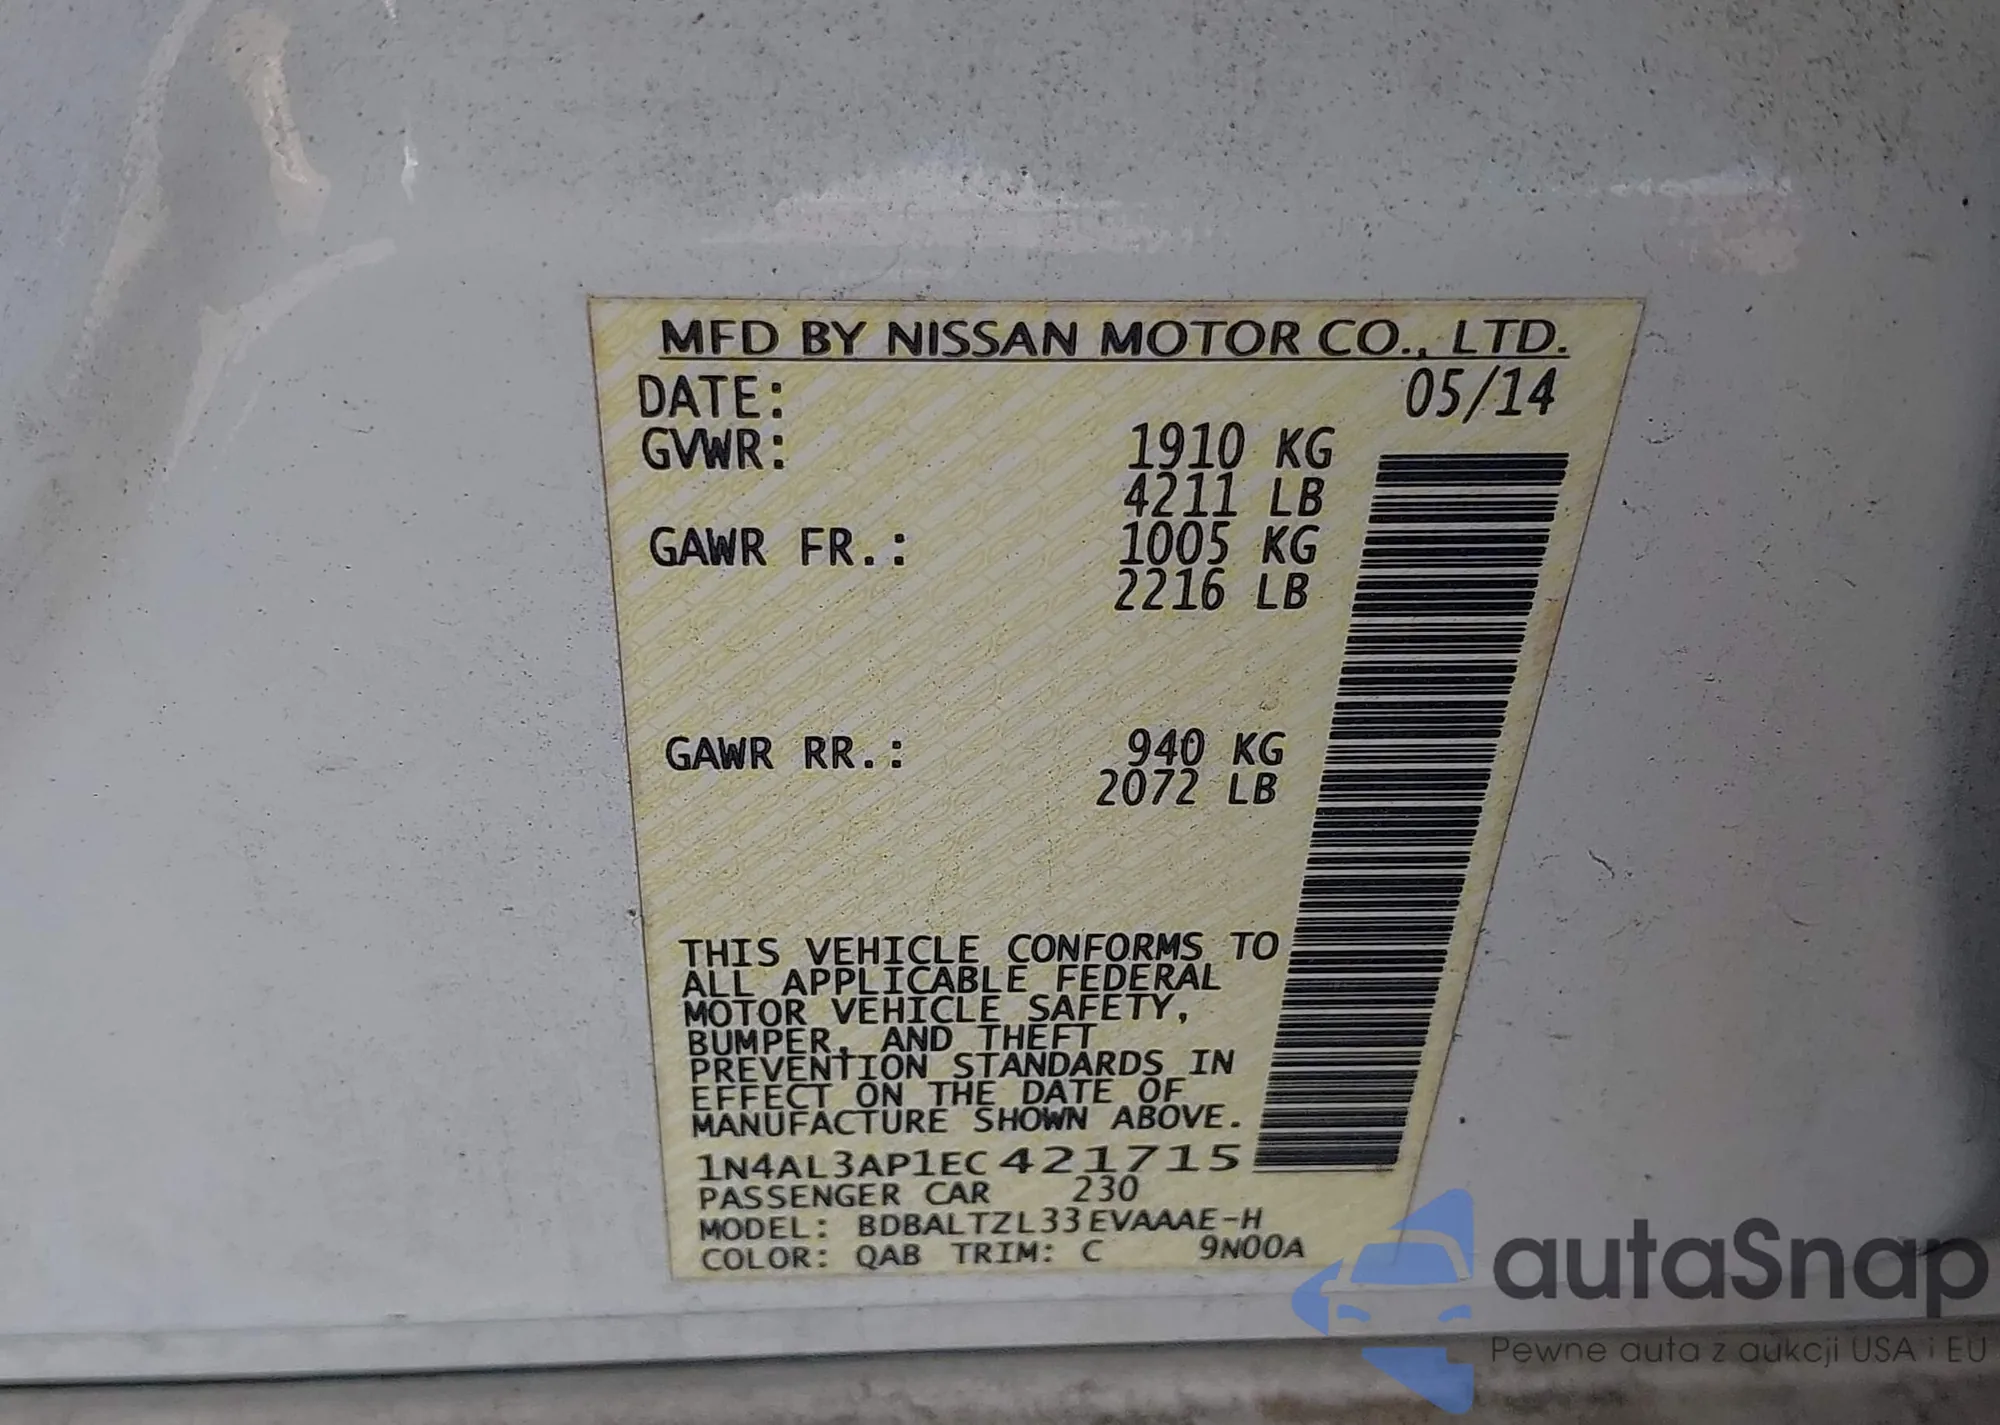 MFD BY NISSAN MOTOR CO., LTD.
DATE: 05/14
GVWR: 1910 KG
4211 LB
GAWR FR.: 1005 KG
2216 LB
GAWR RR.: 940 KG
2072 LB
THIS VEHICLE CONFORMS TO
ALL APPLICABLE FEDERAL
MOTOR VEHICLE SAFETY,
BUMPER, AND THEFT
PREVENTION STANDARDS IN
EFFECT ON THE DATE OF
MANUFACTURE SHOWN ABOVE.
1N4AL3AP1EC421715
PASSENGER CAR 230
MODEL: BDBALTZL33EVAAAE-H
COLOR: QAB TRIM: C 9N00A
autaSnap
Pewne auta z aukcji USA i EU